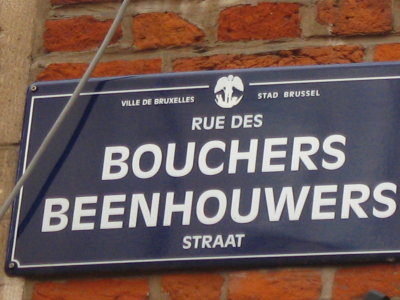 VILLE DE BRUXELLES STAD BRUSSEL
RUE DES
BOUCHERS
BEENHOUWERS
STRAAT